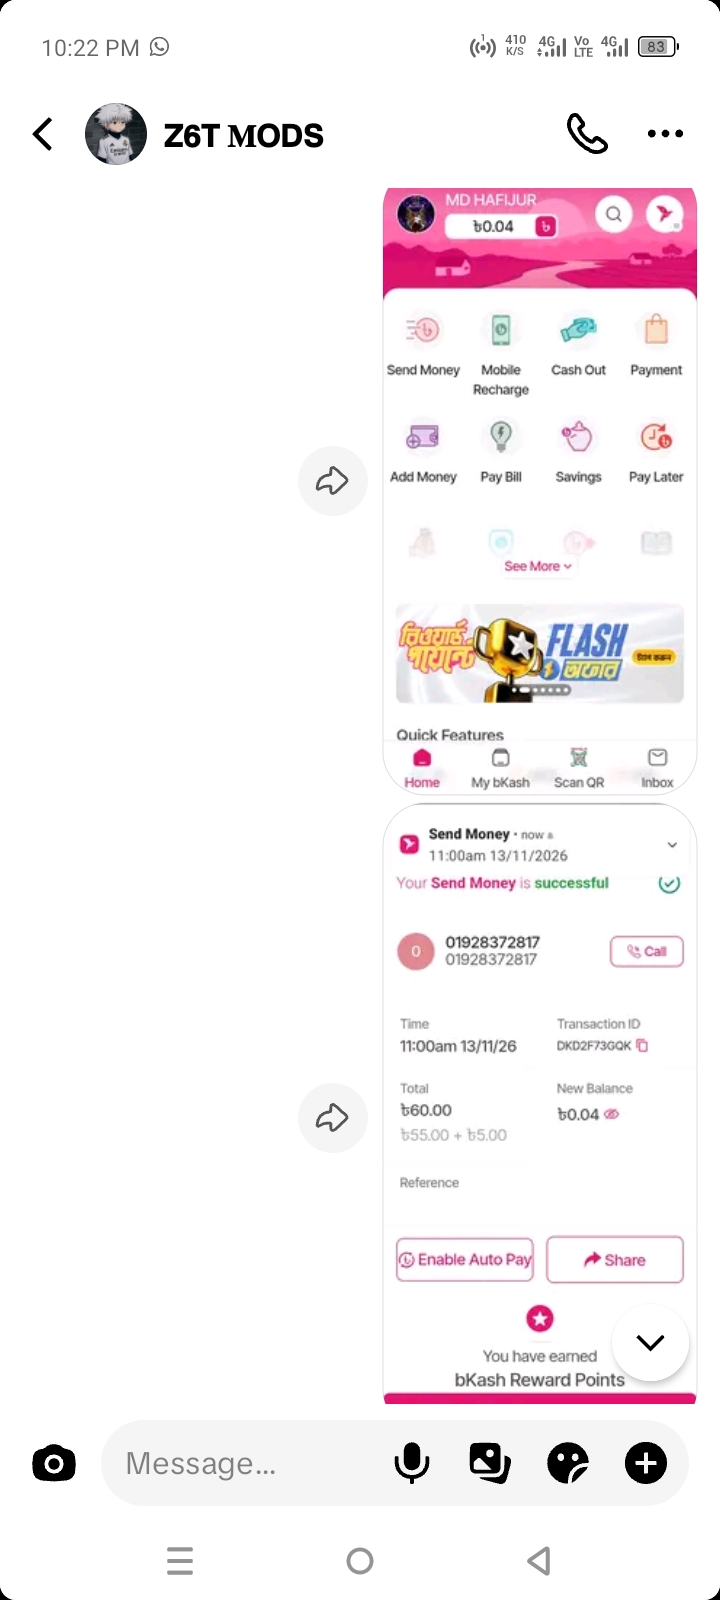 10:22 PM
1
410
K/S
4G
Vo
LTE
4G
83
Z6T MODS
MD HAFIJUR
৳0.04
Send Money
Mobile
Recharge
Cash Out
Payment
Add Money
Pay Bill
Savings
Pay Later
See More
রিওয়ার্ড
পয়েন্টে
FLASH
অফার
Quick Features
Home
My bKash
Scan QR
Inbox
Send Money · now
11:00am 13/11/2026
Your Send Money is successful
0
01928372817
01928372817
Call
Time
Transaction ID
11:00am 13/11/26
DKD2F73GQK
Total
New Balance
৳60.00
৳0.04
৳55.00 + ৳5.00
Reference
Enable Auto Pay
Share
You have earned
bKash Reward Points
Message...